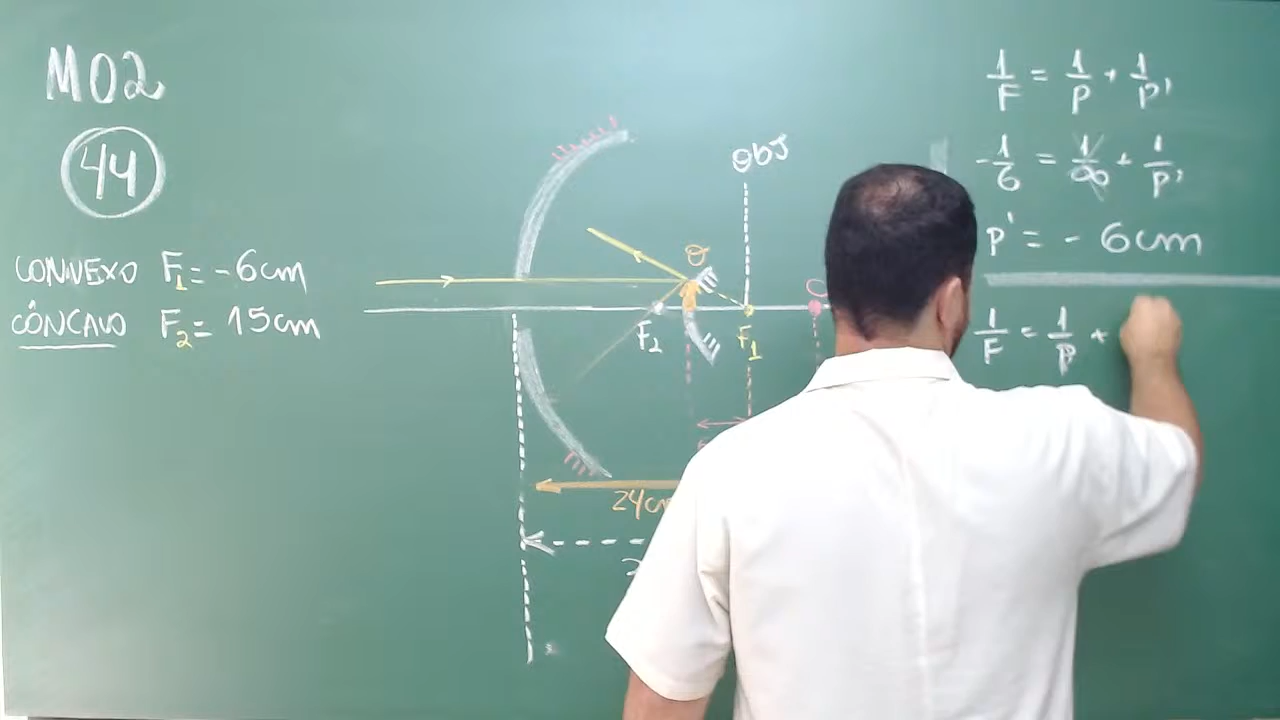 M02
44
CONVEXO F₁ = -6cm
CÔNCAVO F₂ = 15cm
ObJ
O
C
F₂
F₁
24cm
1/F = 1/P + 1/P'
-1/6 = 1/∞ + 1/P'
P' = - 6cm
1/F = 1/P +